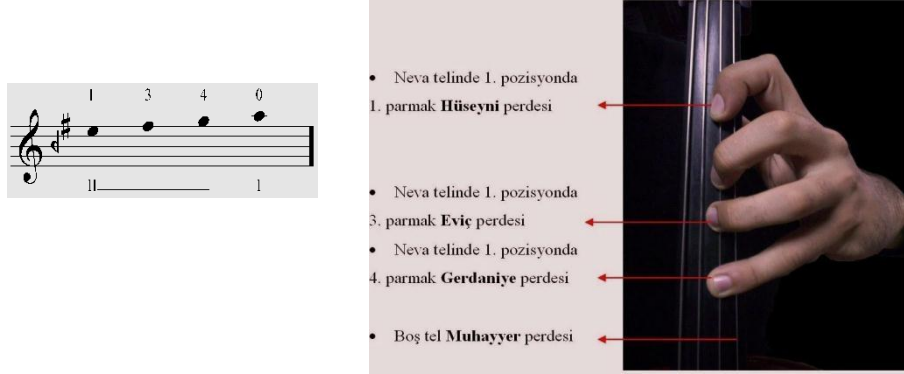 1 3 4 0
II 1
• Neva telinde 1. pozisyonda
1. parmak Hüseyni perdesi
• Neva telinde 1. pozisyonda
3. parmak Eviç perdesi
• Neva telinde 1. pozisyonda
4. parmak Gerdaniye perdesi
• Boş tel Muhayyer perdesi